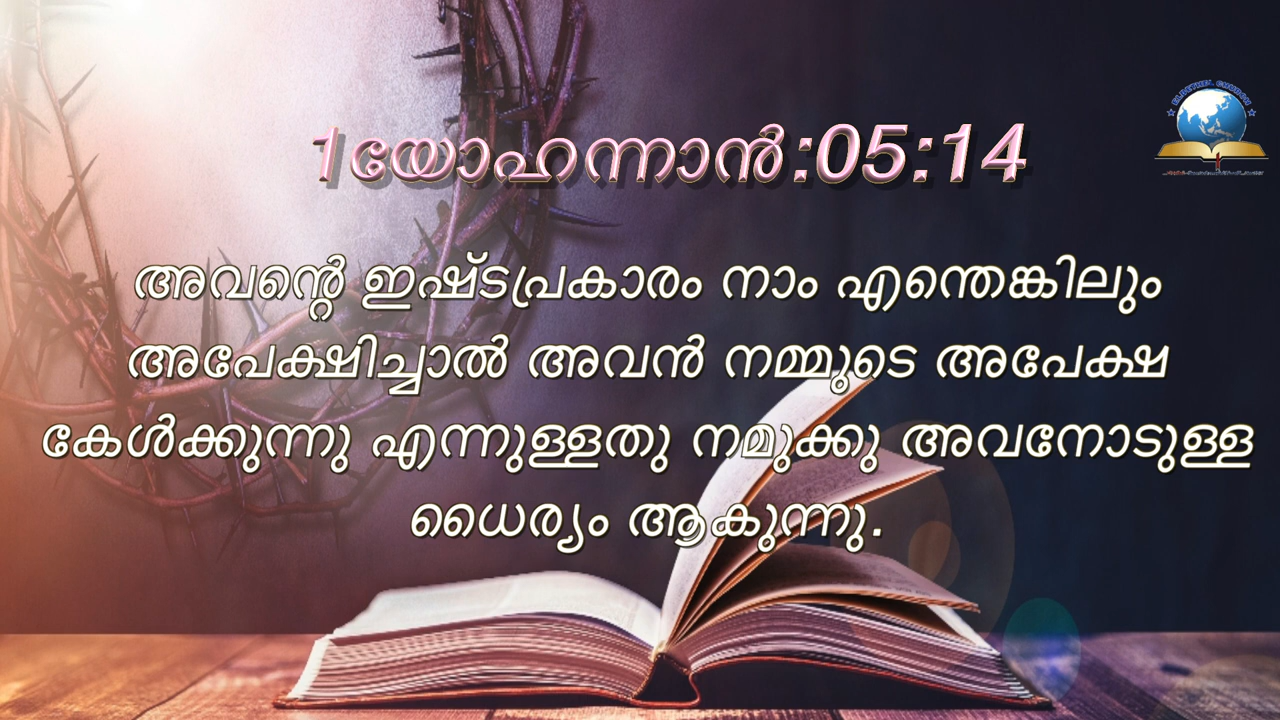 1യോഹന്നാൻ:05:14
അവന്റെ ഇഷ്ടപ്രകാരം നാം എന്തെങ്കിലും
അപേക്ഷിച്ചാൽ അവൻ നമ്മുടെ അപേക്ഷ
കേൾക്കുന്നു എന്നുള്ളതു നമുക്കു അവനോടുള്ള
ധൈര്യം ആകുന്നു.